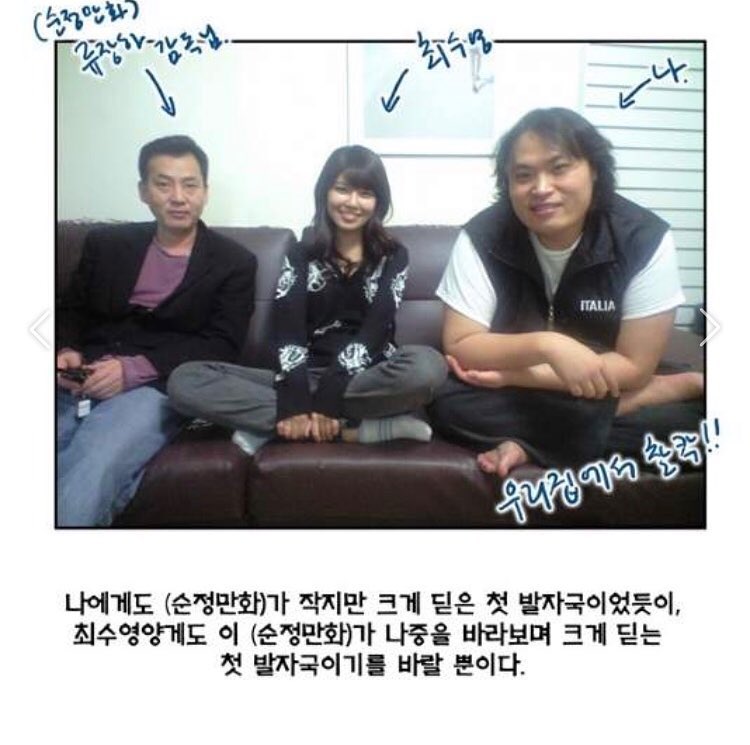 (순정만화)
류장하 감독님.
최수영
나.
ITALIA
우리집에서 찰칵!!
나에게도 (순정만화)가 작지만 크게 딛은 첫 발자국이었듯이,
최수영양게도 이 (순정만화)가 나중을 바라보며 크게 딛는
첫 발자국이기를 바랄 뿐이다.